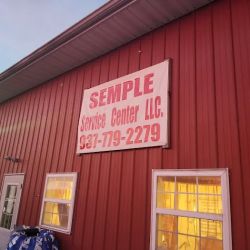 SEMPLE
Service Center LLC.
937-779-2279